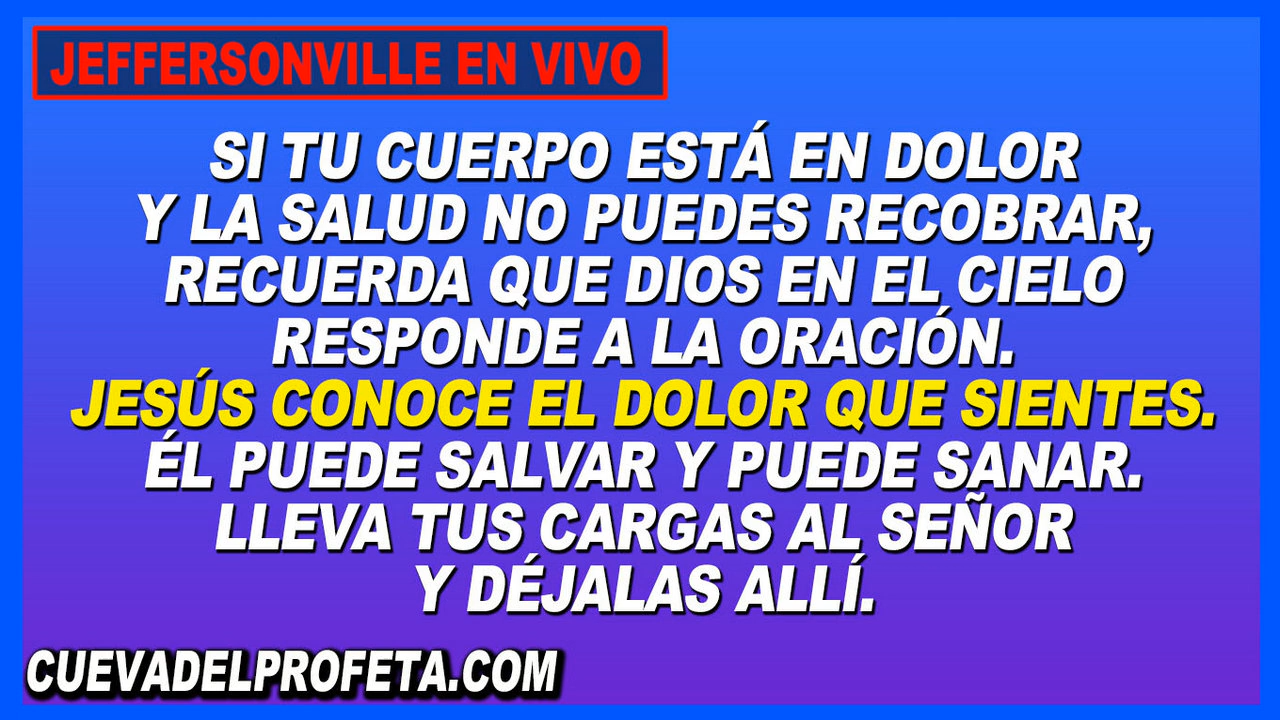 JEFFERSONVILLE EN VIVO
SI TU CUERPO ESTÁ EN DOLOR
Y LA SALUD NO PUEDES RECOBRAR,
RECUERDA QUE DIOS EN EL CIELO
RESPONDE A LA ORACIÓN.
JESÚS CONOCE EL DOLOR QUE SIENTES.
ÉL PUEDE SALVAR Y PUEDE SANAR.
LLEVA TUS CARGAS AL SEÑOR
Y DÉJALAS ALLÍ.
CUEVADELPROFETA.COM